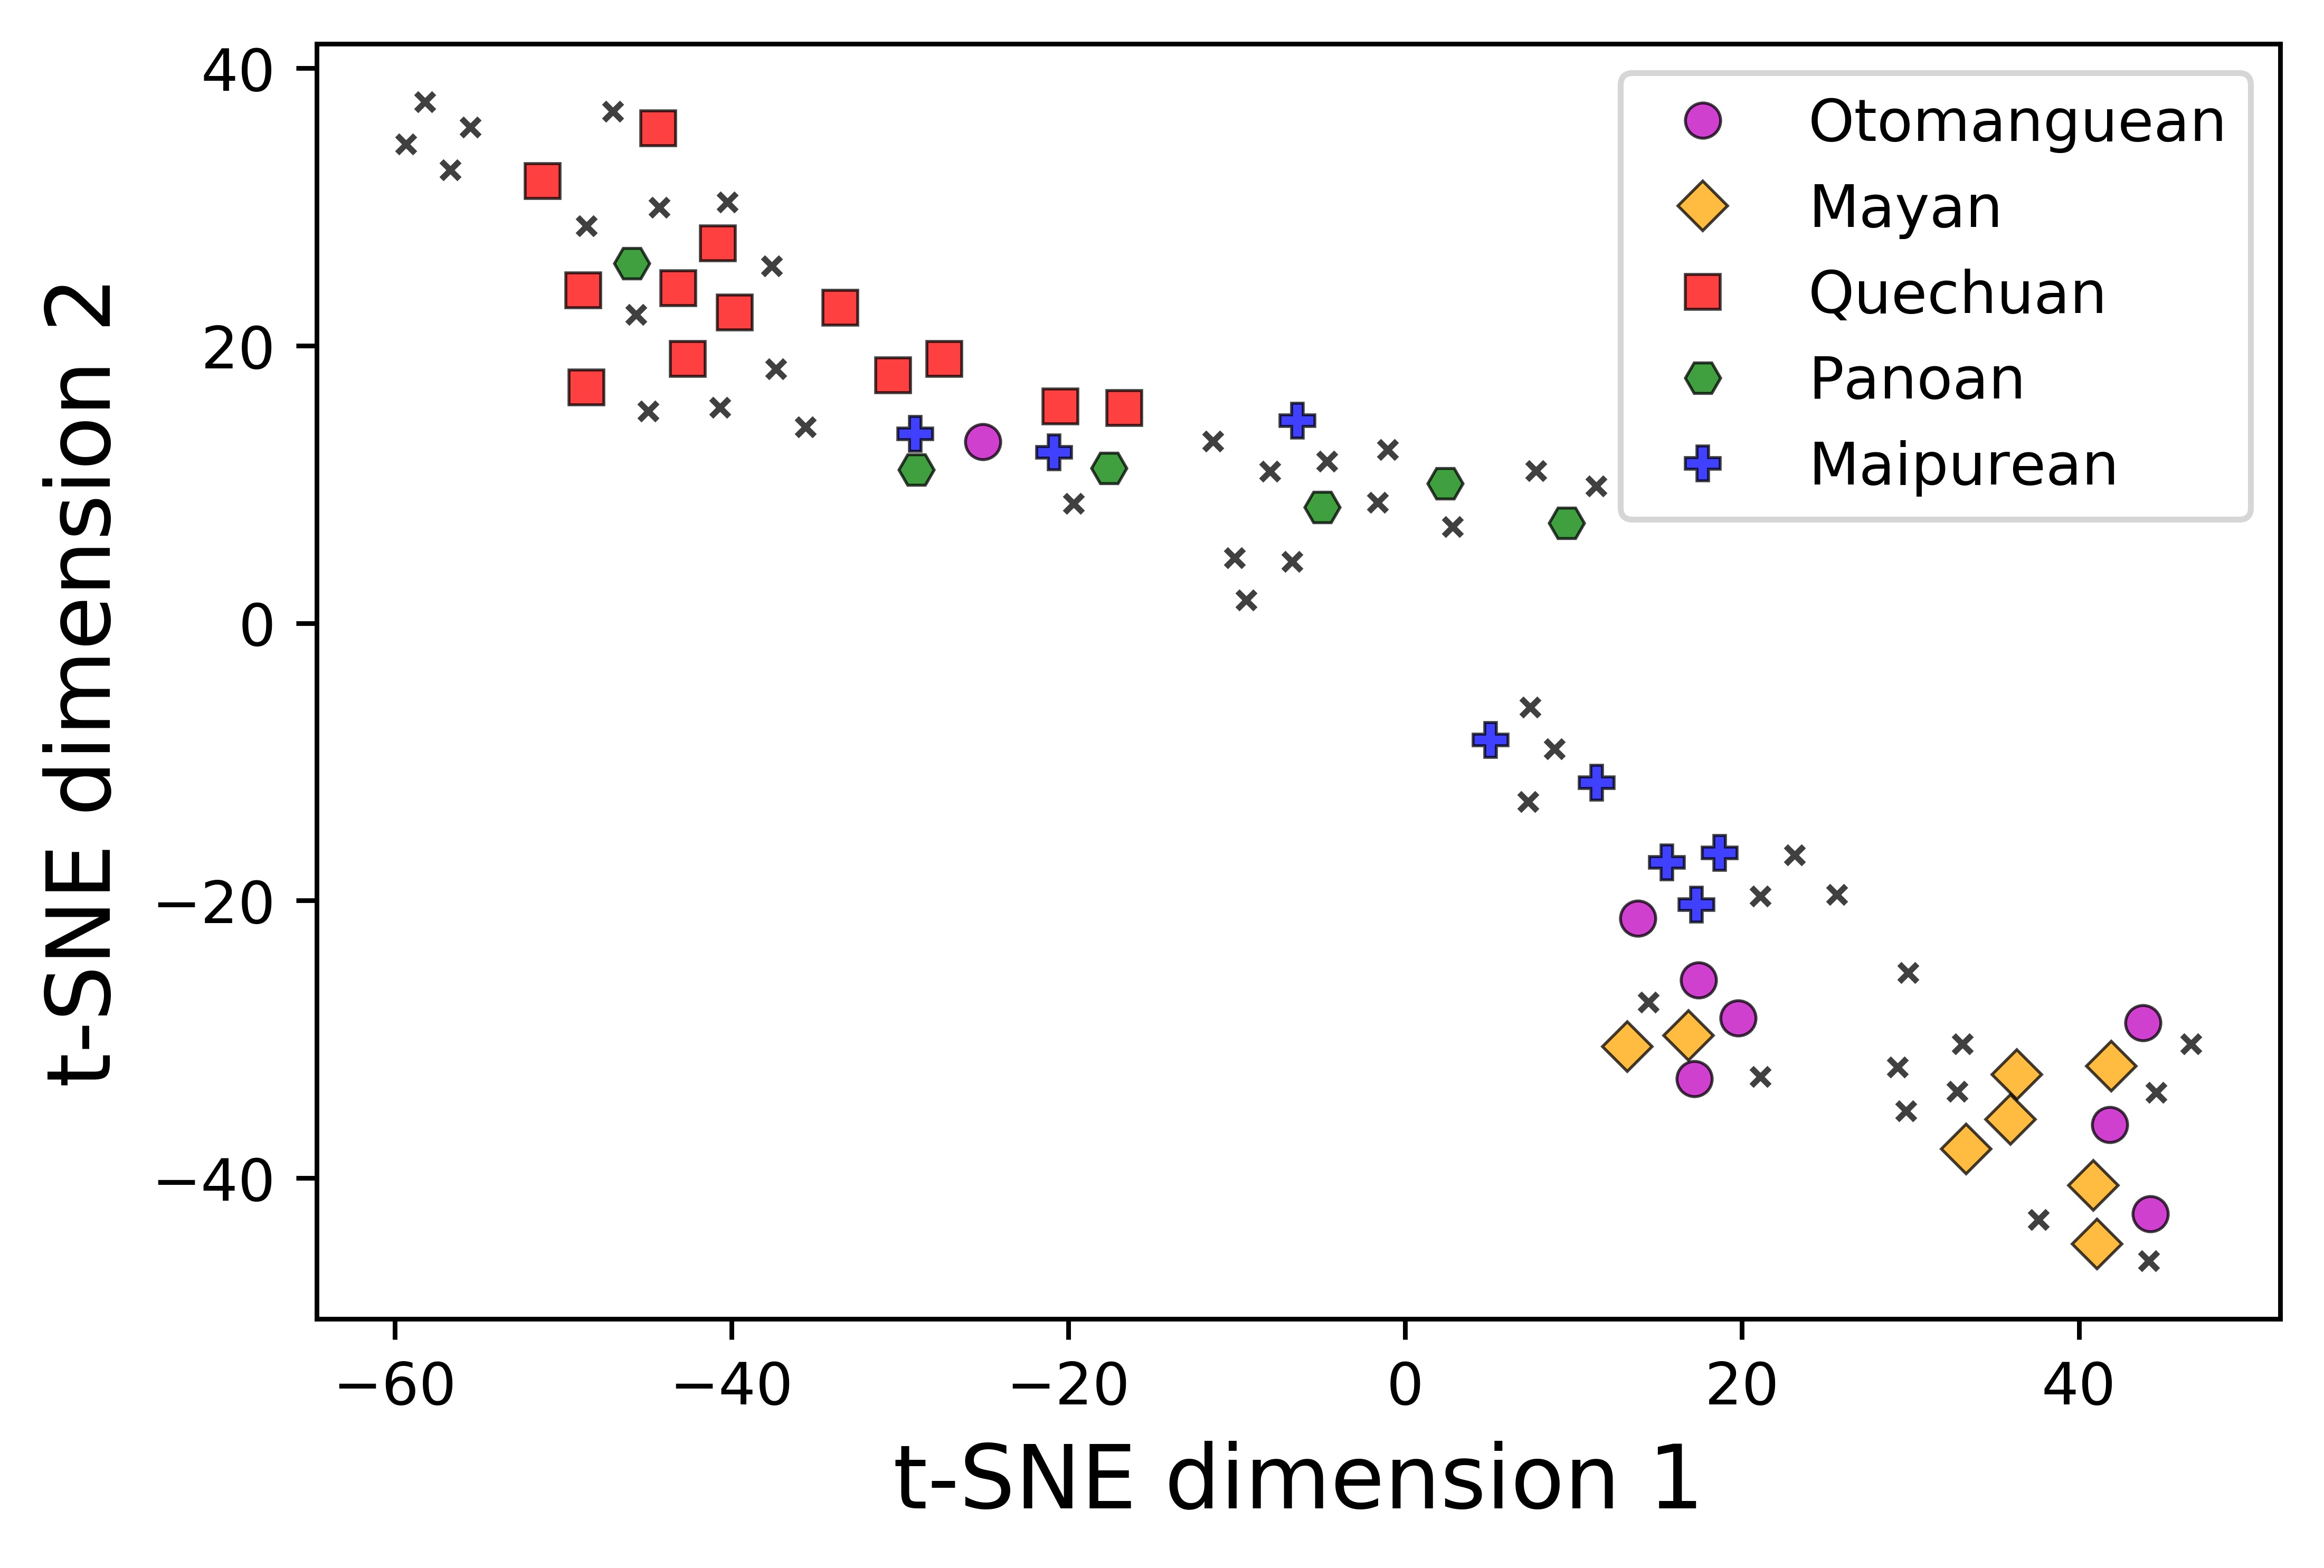 40
20
0
−20
−40
t-SNE dimension 2
Otomanguean
Mayan
Quechuan
Panoan
Maipurean
−60 −40 −20 0 20 40
t-SNE dimension 1